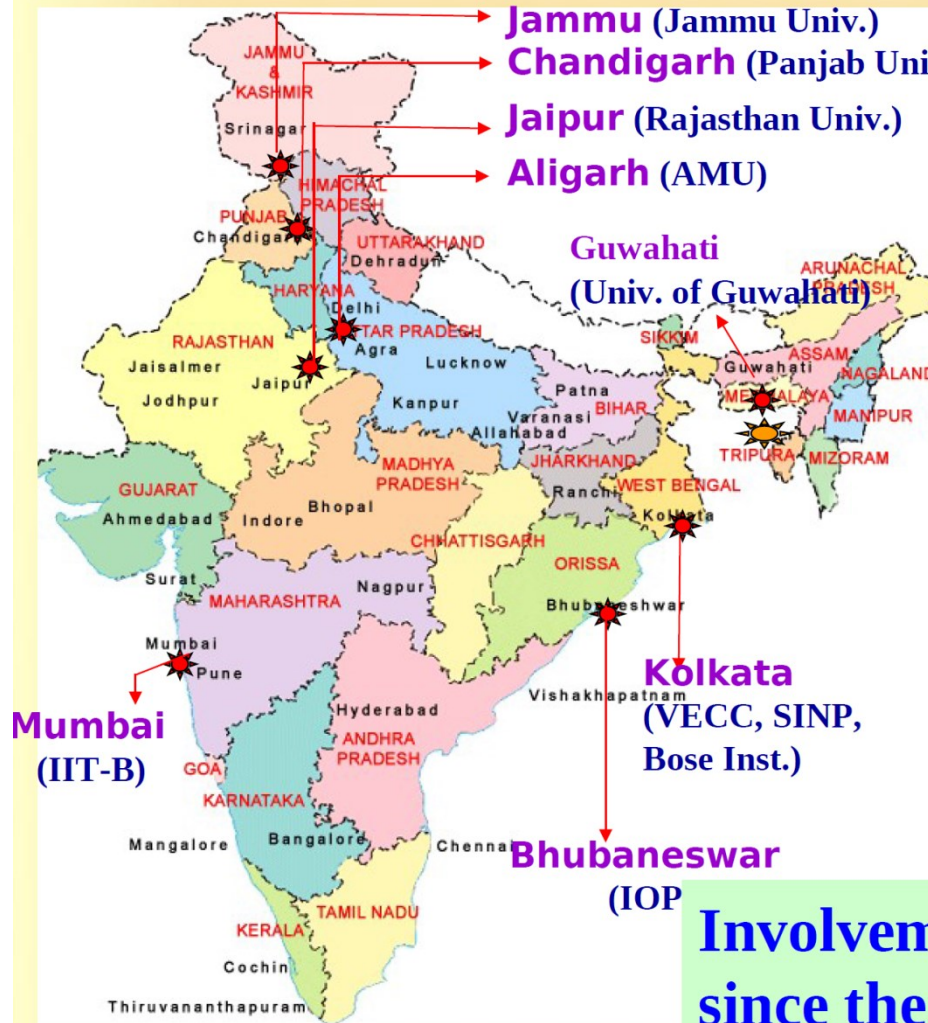 Jammu (Jammu Univ.)
Chandigarh (Panjab Uni
Jaipur (Rajasthan Univ.)
Aligarh (AMU)
JAMMU
&
KASHMIR
Srinagar
HIMACHAL
PRADESH
PUNJAB
Chandigarh
UTTARAKHAND
Dehradun
Guwahati
(Univ. of Guwahati)
ARUNACHAL
PRADESH
HARYANA
Delhi
UTTAR PRADESH
RAJASTHAN
Agra
Lucknow
Jaisalmer
Jaipur
Jodhpur
Kanpur
SIKKIM
ASSAM
Guwahati
NAGALAND
MEGHALAYA
MANIPUR
Patna
BIHAR
Varanasi
Allahabad
TRIPURA
MIZORAM
MADHYA
PRADESH
JHARKHAND
Ranchi
WEST BENGAL
Kolkata
GUJARAT
Ahmedabad
Indore
Bhopal
CHHATTISGARH
ORISSA
Surat
Nagpur
MAHARASHTRA
Bhubaneshwar
Mumbai
Pune
Vishakhapatnam
Kolkata
(VECC, SINP,
Bose Inst.)
Mumbai
(IIT-B)
Hyderabad
ANDHRA
PRADESH
GOA
KARNATAKA
Mangalore
Bangalore
Chennai
Bhubaneswar
(IOP
TAMIL NADU
KERALA
Cochin
Thiruvananthapuram
Involvem
since the